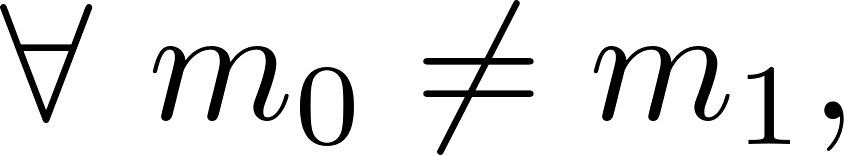 ∀ m₀ ≠ m₁,